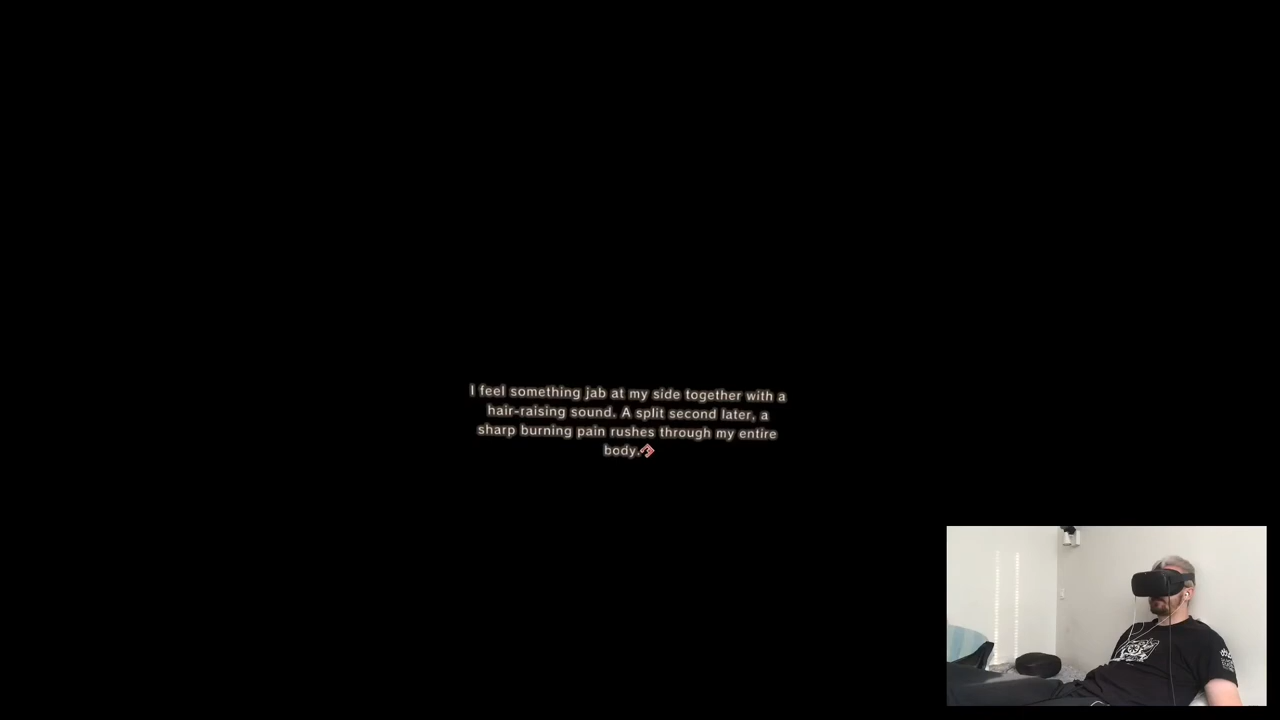 I feel something jab at my side together with a
hair-raising sound. A split second later, a
sharp burning pain rushes through my entire
body.